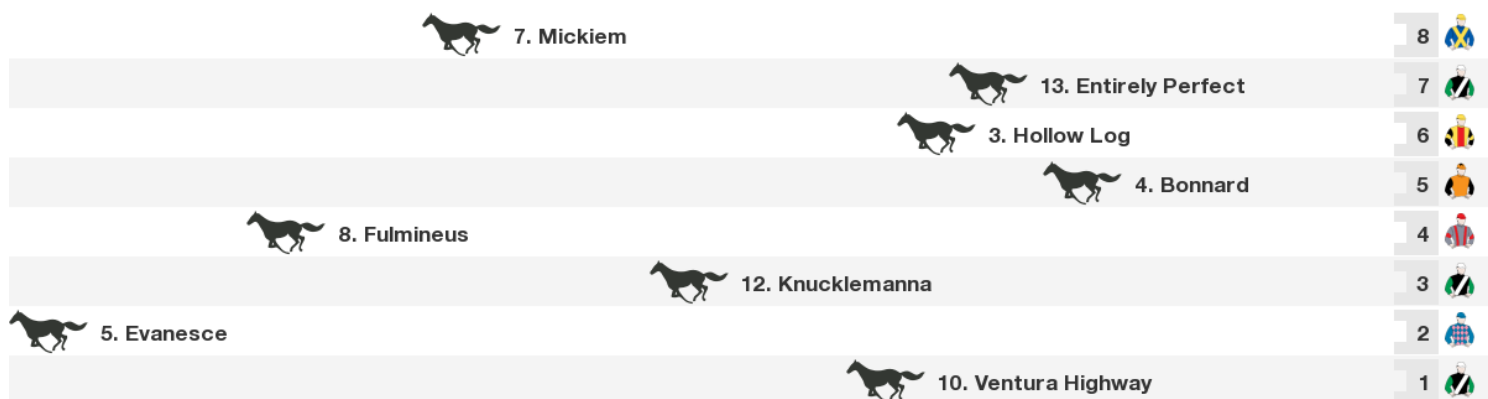 7. Mickiem 8
13. Entirely Perfect 7
3. Hollow Log 6
4. Bonnard 5
8. Fulmineus 4
12. Knucklemanna 3
5. Evanesce 2
10. Ventura Highway 1